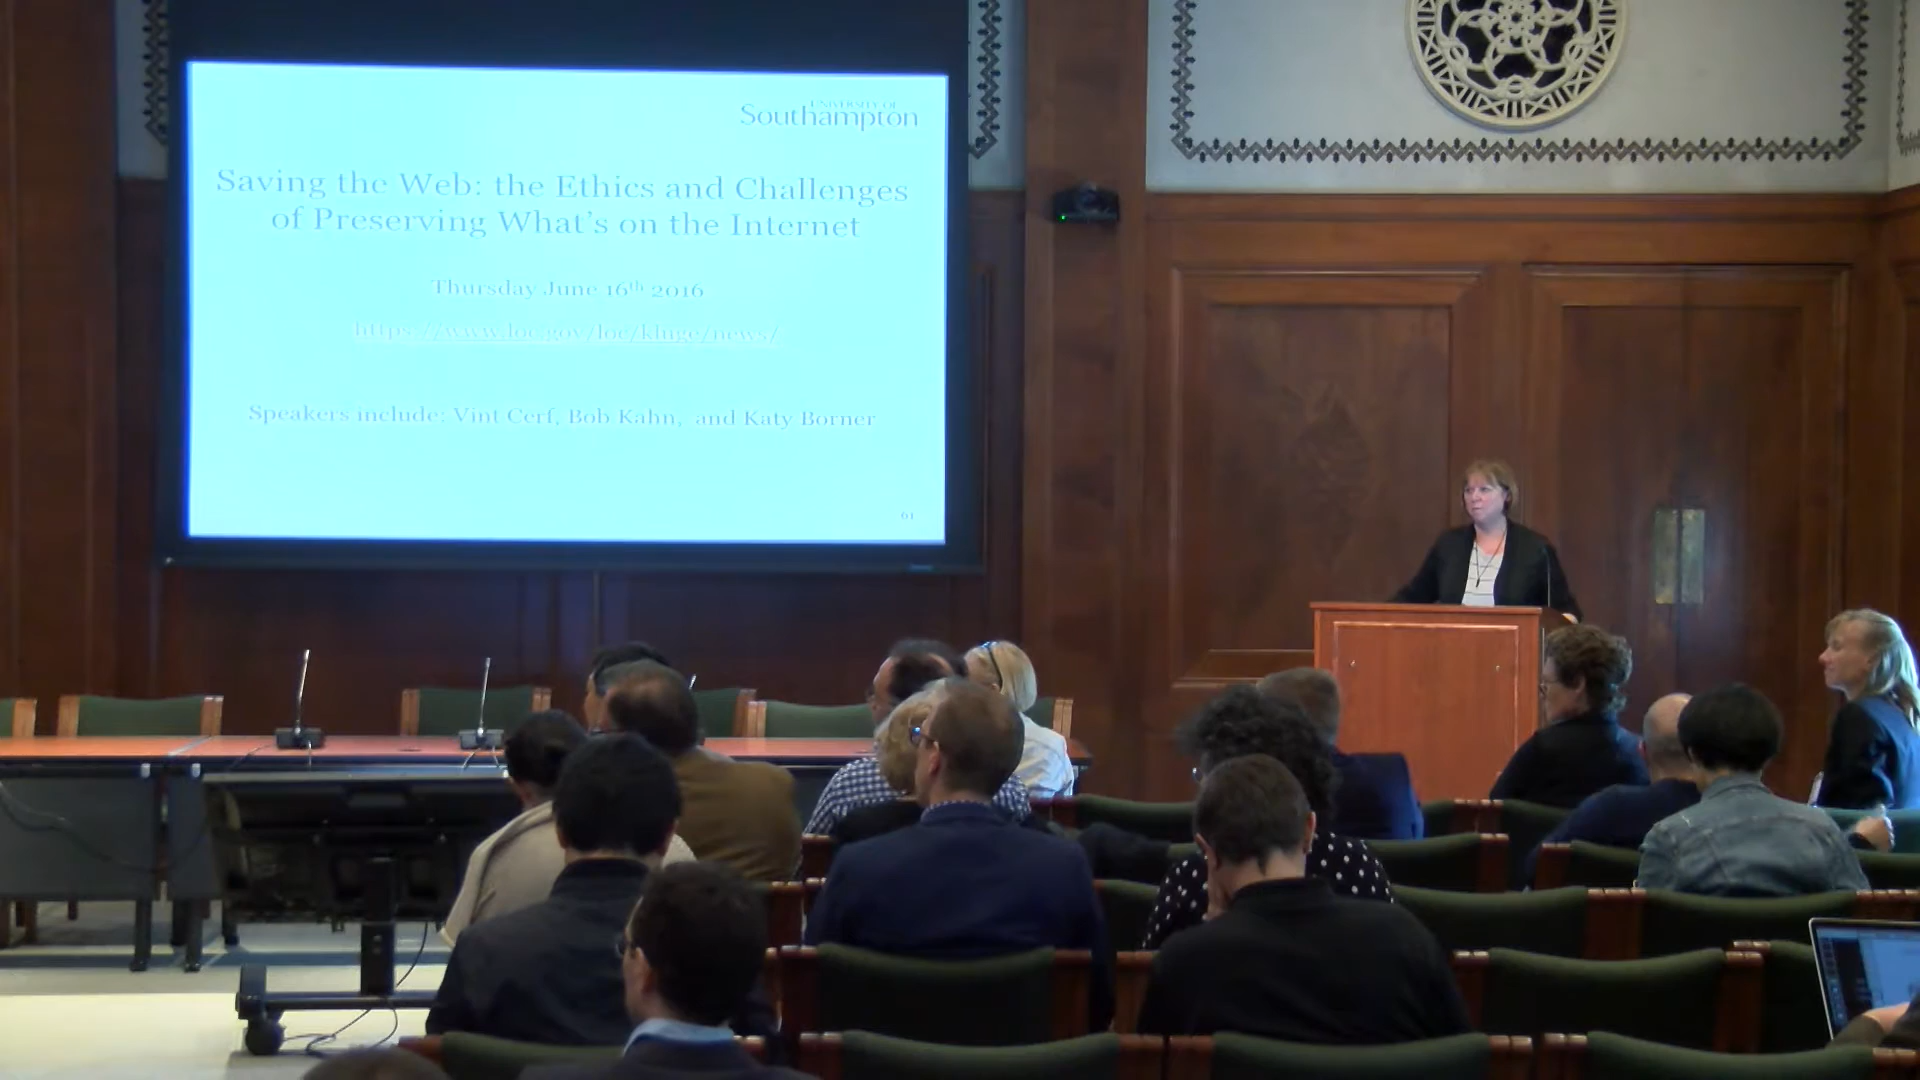 UNIVERSITY OF
Southampton
Saving the Web: the Ethics and Challenges
of Preserving What's on the Internet
Thursday June 16th 2016
https://www.loc.gov/loc/kluge/news/
Speakers include: Vint Cerf, Bob Kahn, and Katy Borner
61